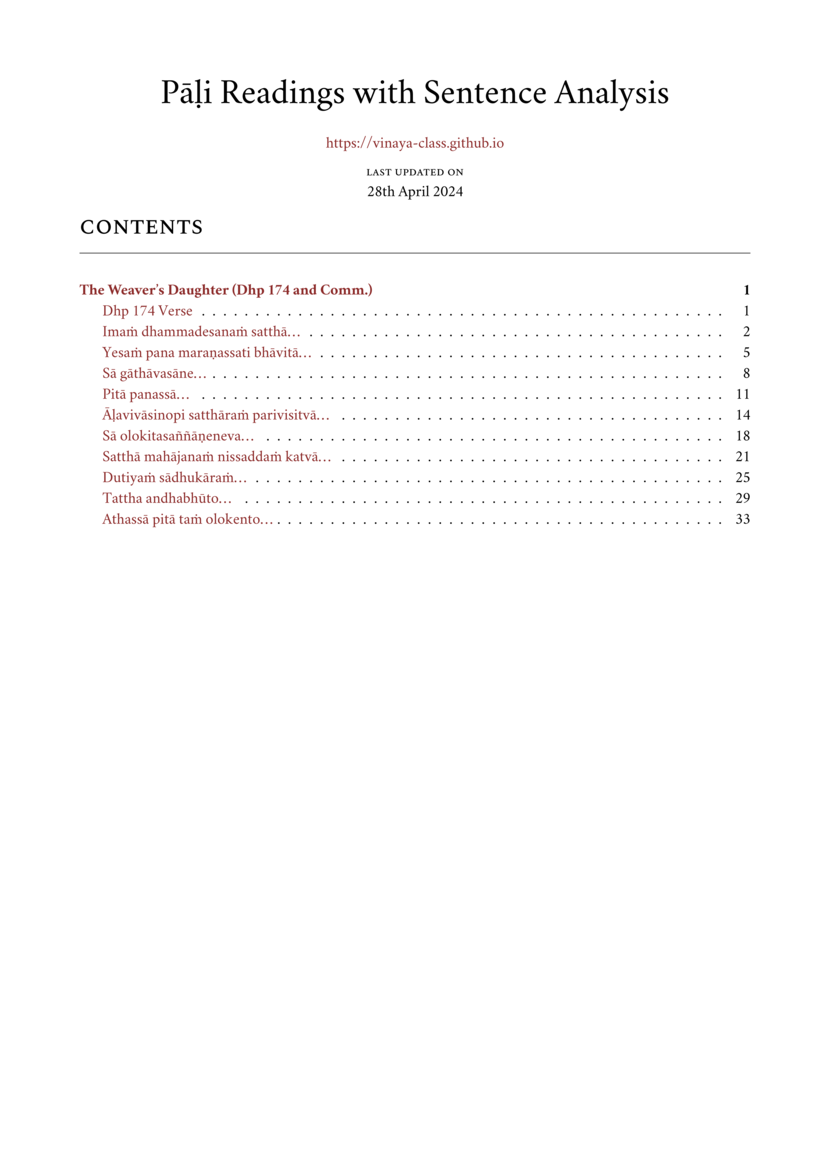 Pāḷi Readings with Sentence Analysis
https://vinaya-class.github.io
LAST UPDATED ON
28th April 2024
CONTENTS
The Weaver's Daughter (Dhp 174 and Comm.) 1
Dhp 174 Verse . . . . . . . . . . . . . . . . . . . . . . . . . . . . . . . . . . . . . . . . . . . . . . . . . 1
Imaṁ dhammadesanaṁ satthā… . . . . . . . . . . . . . . . . . . . . . . . . . . . . . . . . . . . . . . . 2
Yesaṁ pana maraṇassati bhāvitā… . . . . . . . . . . . . . . . . . . . . . . . . . . . . . . . . . . . . . . 5
Sā gāthāvasāne… . . . . . . . . . . . . . . . . . . . . . . . . . . . . . . . . . . . . . . . . . . . . . . . . 8
Pitā panassā… . . . . . . . . . . . . . . . . . . . . . . . . . . . . . . . . . . . . . . . . . . . . . . . . . 11
Āḷavivāsinopi satthāraṁ parivisitvā… . . . . . . . . . . . . . . . . . . . . . . . . . . . . . . . . . . . . 14
Sā olokitasaññāṇeneva… . . . . . . . . . . . . . . . . . . . . . . . . . . . . . . . . . . . . . . . . . . . 18
Satthā mahājanaṁ nissaddaṁ katvā… . . . . . . . . . . . . . . . . . . . . . . . . . . . . . . . . . . . . 21
Dutiyaṁ sādhukāraṁ… . . . . . . . . . . . . . . . . . . . . . . . . . . . . . . . . . . . . . . . . . . . . 25
Tattha andhabhūto… . . . . . . . . . . . . . . . . . . . . . . . . . . . . . . . . . . . . . . . . . . . . . 29
Athassā pitā taṁ olokento… . . . . . . . . . . . . . . . . . . . . . . . . . . . . . . . . . . . . . . . . . . 33